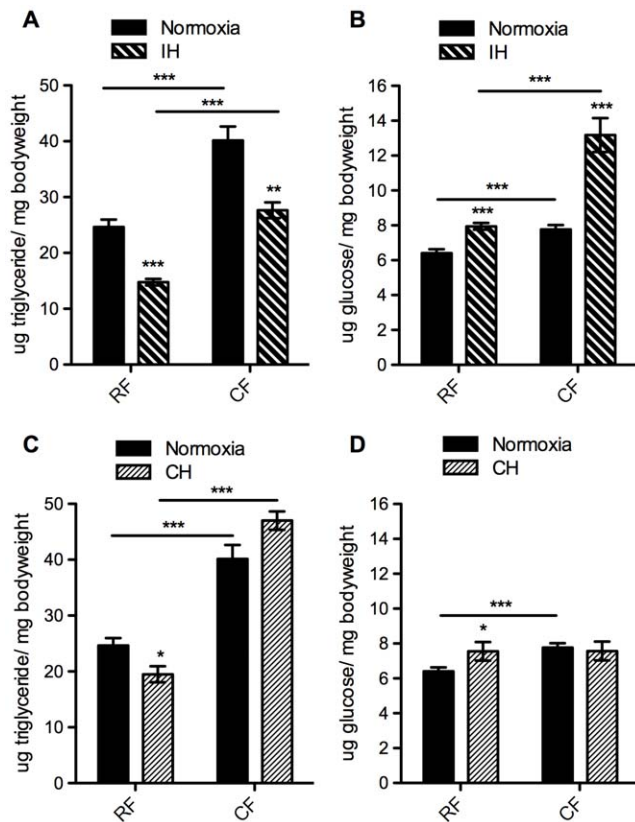 A
Normoxia
IH
ug triglyceride/ mg bodyweight
50
40
30
20
10
0
***
***
***
**
RF
CF
B
Normoxia
IH
ug glucose/ mg bodyweight
16
14
12
10
8
6
4
2
0
***
***
***
***
RF
CF
C
Normoxia
CH
ug triglyceride/ mg bodyweight
50
40
30
20
10
0
***
***
*
RF
CF
D
Normoxia
CH
ug glucose/ mg bodyweight
16
14
12
10
8
6
4
2
0
***
*
RF
CF